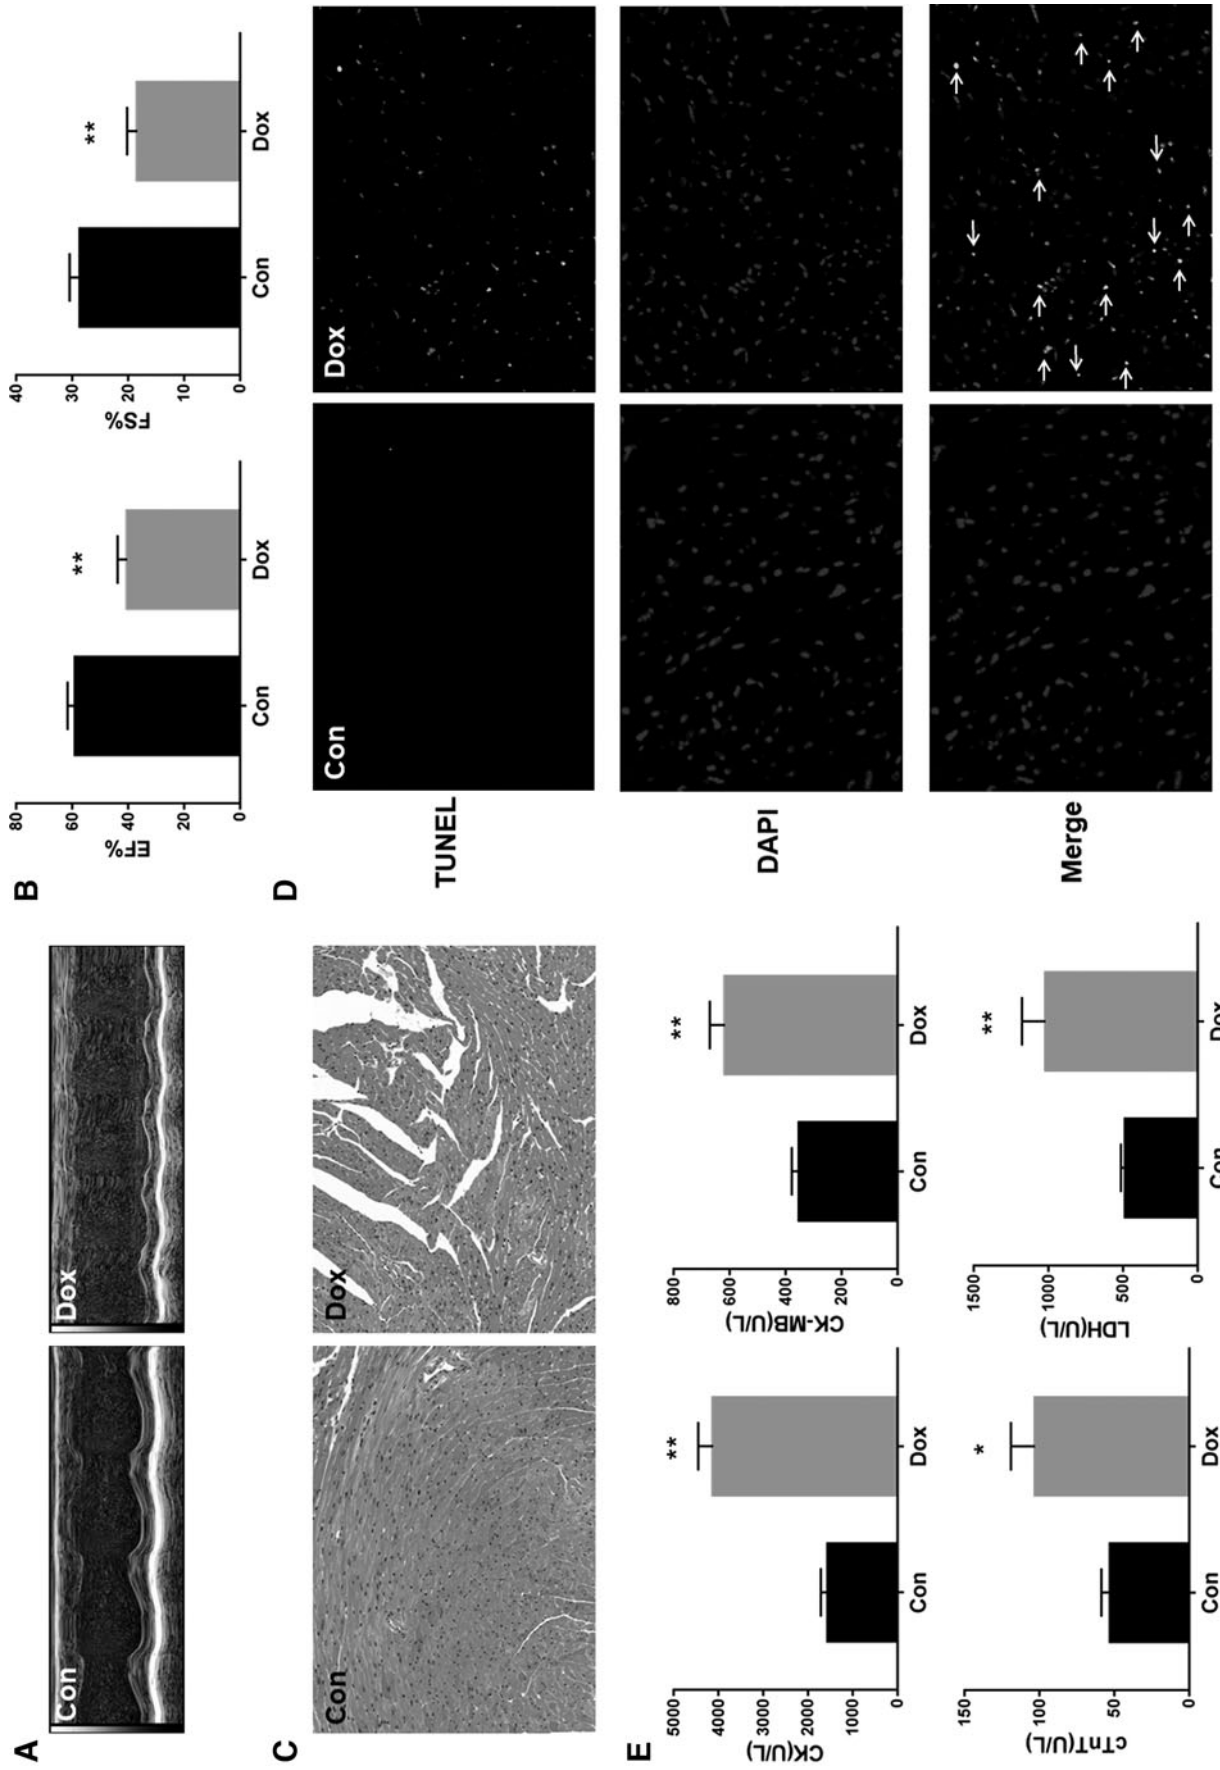 A
Con
Dox
B
EF%
80
60
40
20
0
Con
Dox
**
FS%
40
30
20
10
0
Con
Dox
**
C
Con
Dox
D
Con
Dox
TUNEL
DAPI
Merge
E
CK(U/L)
5000
4000
3000
2000
1000
0
Con
Dox
**
CK-MB(U/L)
800
600
400
200
0
Con
Dox
**
cTnT(U/L)
150
100
50
0
Con
Dox
*
LDH(U/L)
1500
1000
500
0
Con
Dox
**